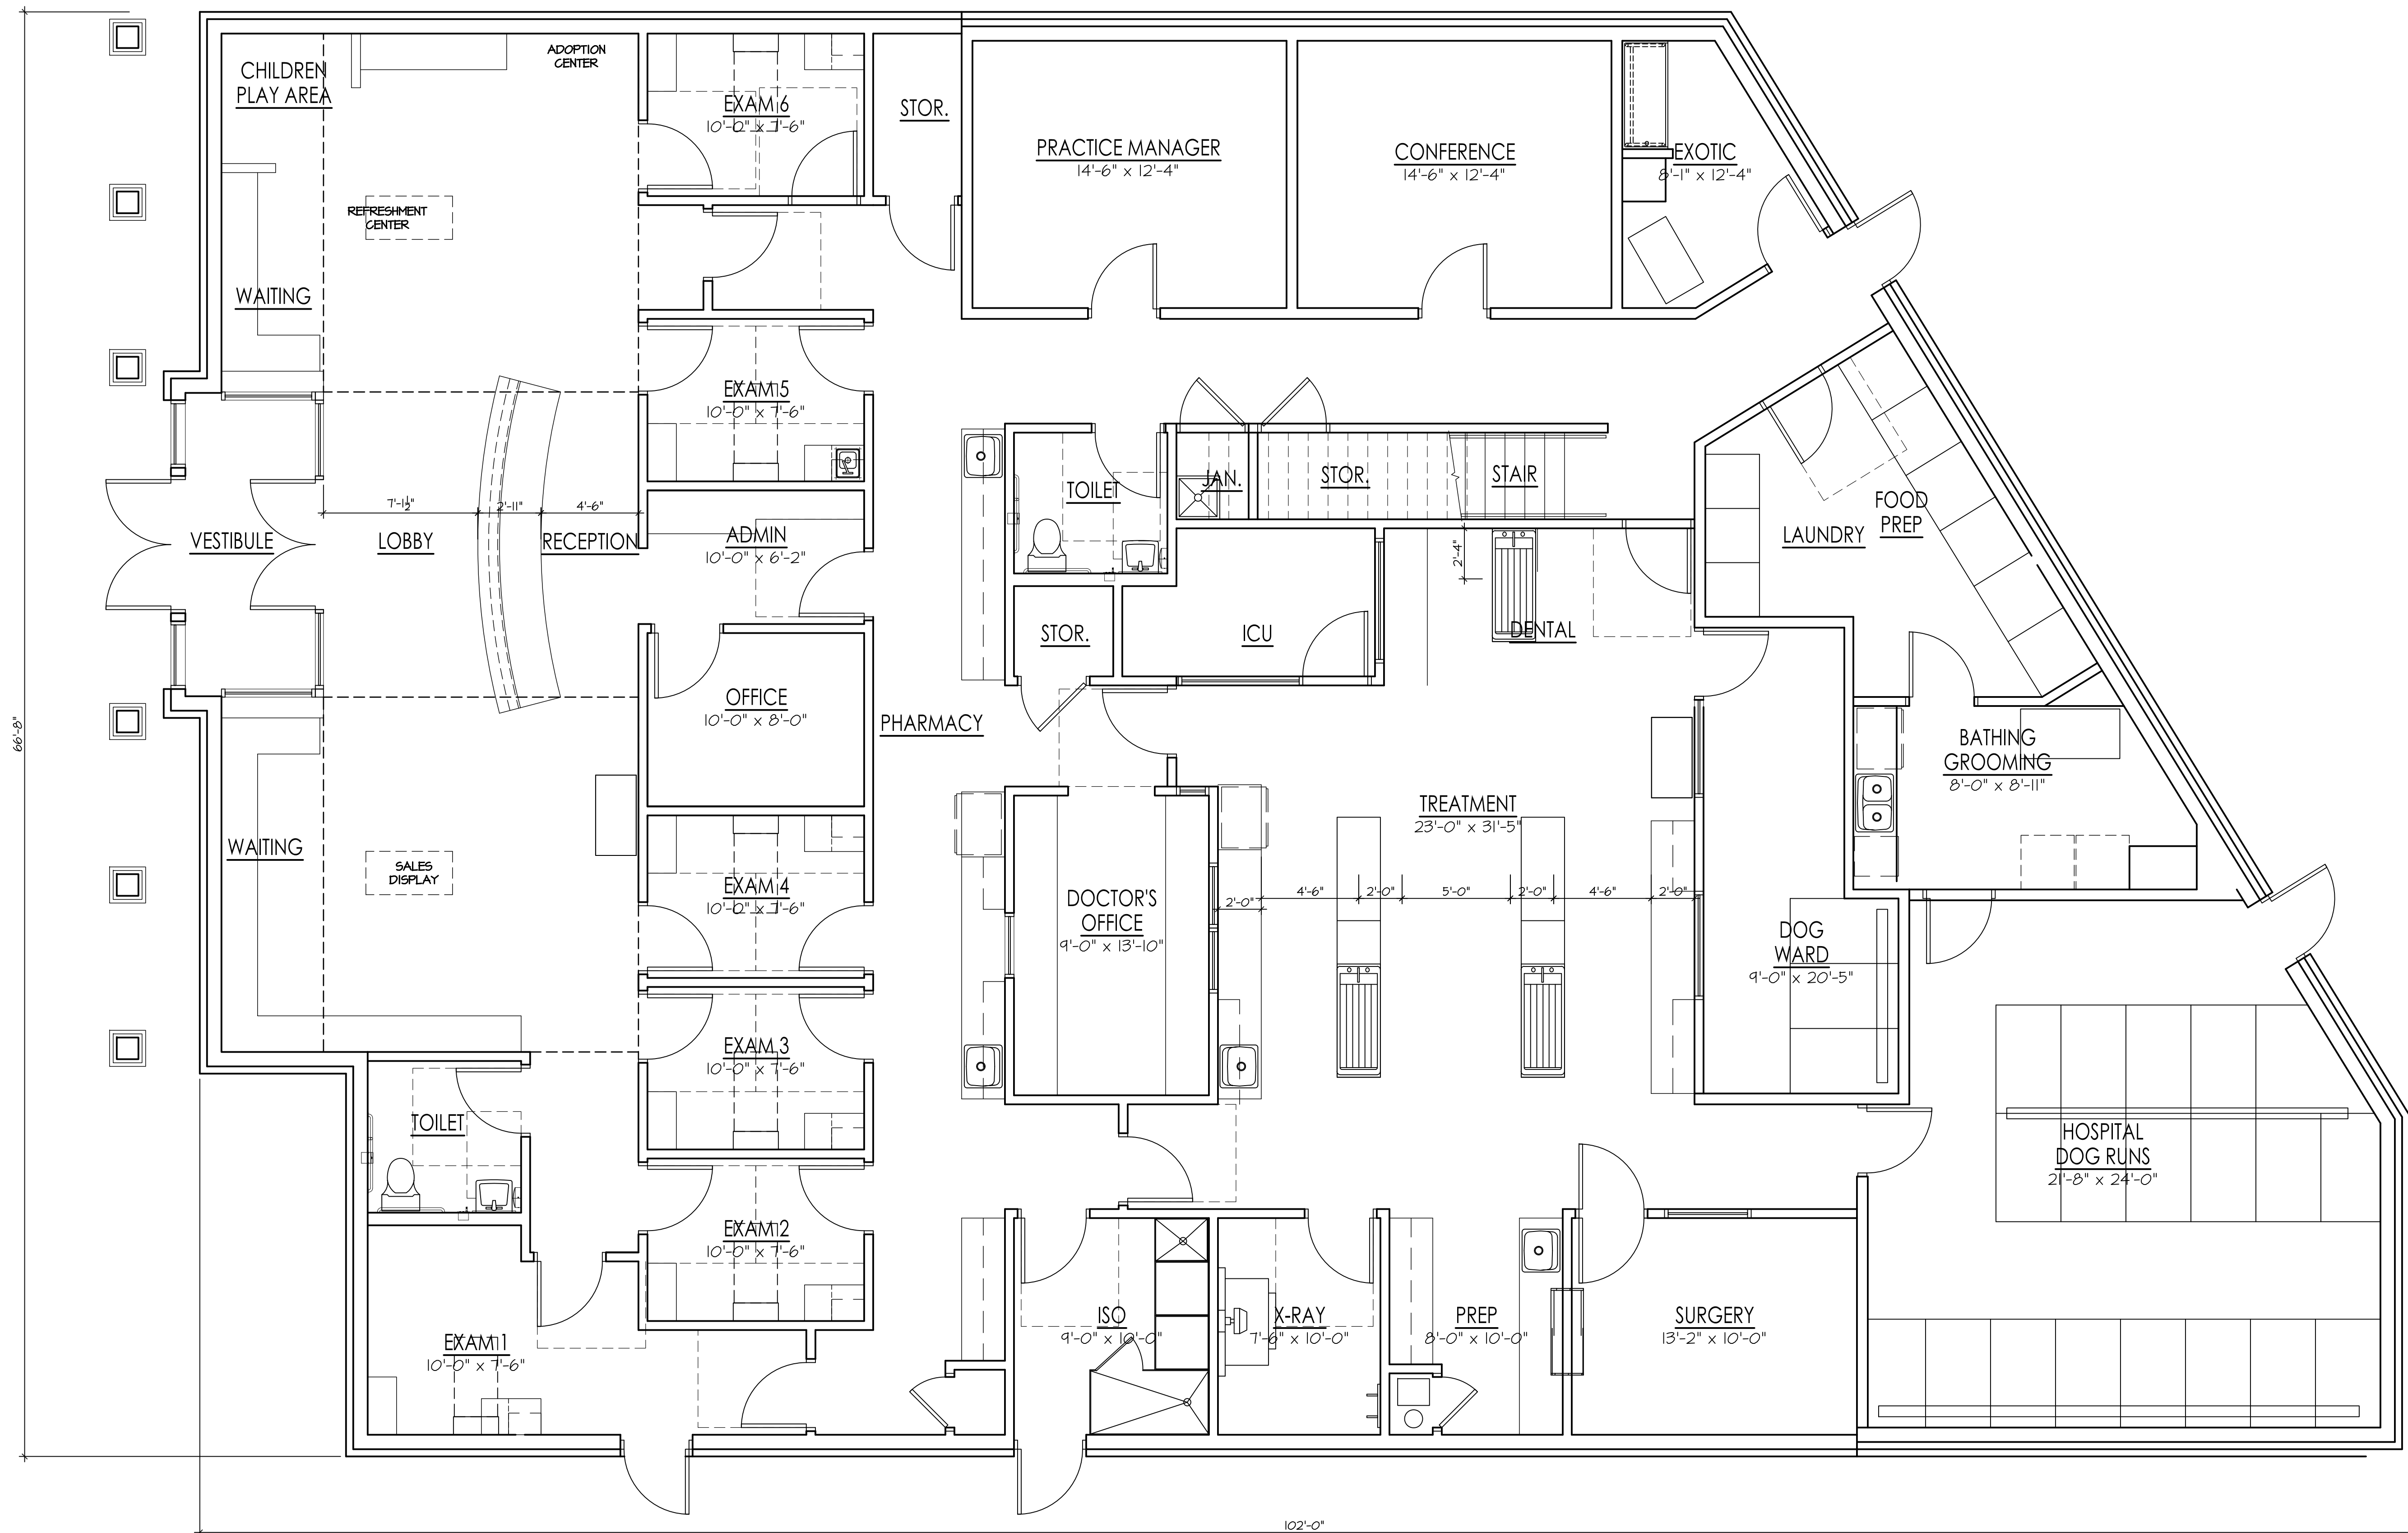 ADOPTION
CENTER
CHILDREN
PLAY AREA
EXAM 6
10'-0" x 7'-6"
STOR.
PRACTICE MANAGER
14'-6" x 12'-4"
CONFERENCE
14'-6" x 12'-4"
EXOTIC
8'-1" x 12'-4"
REFRESHMENT
CENTER
WAITING
EXAM 5
10'-0" x 7'-6"
TOILET
JAN.
STOR.
STAIR
FOOD
PREP
LAUNDRY
7'-1½"
2'-11"
4'-6"
VESTIBULE
LOBBY
RECEPTION
ADMIN
10'-0" x 6'-2"
2'-4"
STOR.
ICU
DENTAL
OFFICE
10'-0" x 8'-0"
PHARMACY
66'-8"
BATHING
GROOMING
8'-0" x 8'-11"
TREATMENT
23'-0" x 31'-5"
WAITING
SALES
DISPLAY
EXAM 4
10'-0" x 7'-6"
DOCTOR'S
OFFICE
9'-0" x 13'-10"
2'-0"
4'-6"
2'-0"
5'-0"
2'-0"
4'-6"
2'-0"
DOG
WARD
9'-0" x 20'-5"
EXAM 3
10'-0" x 7'-6"
TOILET
HOSPITAL
DOG RUNS
21'-8" x 24'-0"
EXAM 2
10'-0" x 7'-6"
EXAM 1
10'-0" x 7'-6"
ISO
9'-0" x 10'-0"
X-RAY
7'-6" x 10'-0"
PREP
8'-0" x 10'-0"
SURGERY
13'-2" x 10'-0"
102'-0"